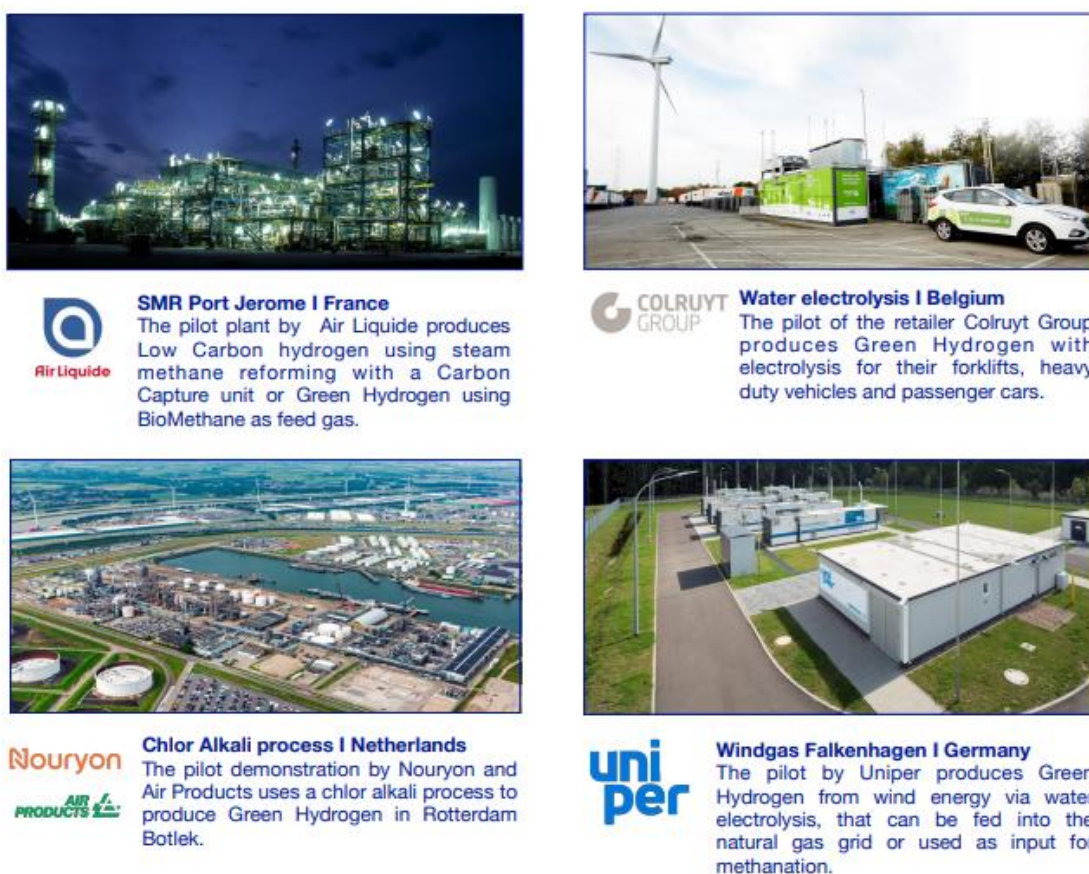 SMR Port Jerome I France
The pilot plant by Air Liquide produces
Low Carbon hydrogen using steam
methane reforming with a Carbon
Capture unit or Green Hydrogen using
BioMethane as feed gas.
Air Liquide
COLRUYT
GROUP
Water electrolysis I Belgium
The pilot of the retailer Colruyt Group
produces Green Hydrogen with
electrolysis for their forklifts, heavy
duty vehicles and passenger cars.
Nouryon
AIR
PRODUCTS
Chlor Alkali process I Netherlands
The pilot demonstration by Nouryon and
Air Products uses a chlor alkali process to
produce Green Hydrogen in Rotterdam
Botlek.
uni
per
Windgas Falkenhagen I Germany
The pilot by Uniper produces Green
Hydrogen from wind energy via water
electrolysis, that can be fed into the
natural gas grid or used as input for
methanation.